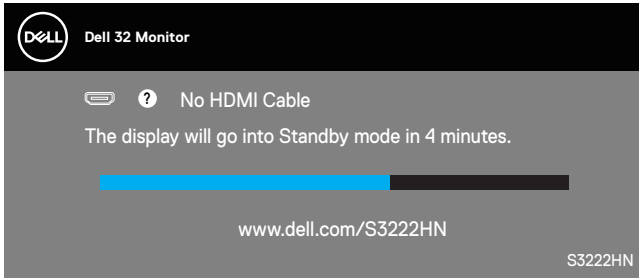 DELL
Dell 32 Monitor
? No HDMI Cable
The display will go into Standby mode in 4 minutes.
www.dell.com/S3222HN
S3222HN